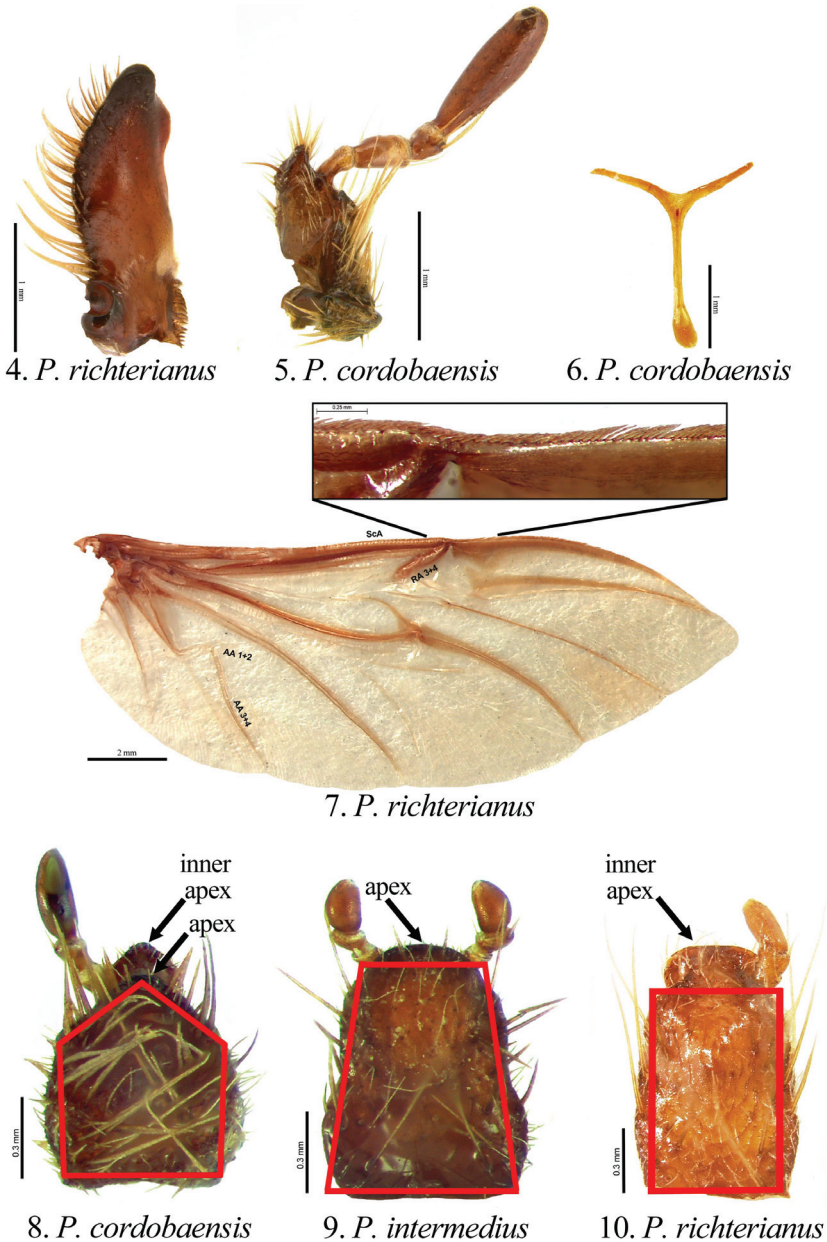 1 mm
1 mm
1 mm
4. P. richterianus
5. P. cordobaensis
6. P. cordobaensis
0.25 mm
ScA
RA 3+4
AA 1+2
AA 3+4
2 mm
7. P. richterianus
inner
apex
apex
apex
inner
apex
0.3 mm
0.3 mm
0.3 mm
8. P. cordobaensis
9. P. intermedius
10. P. richterianus